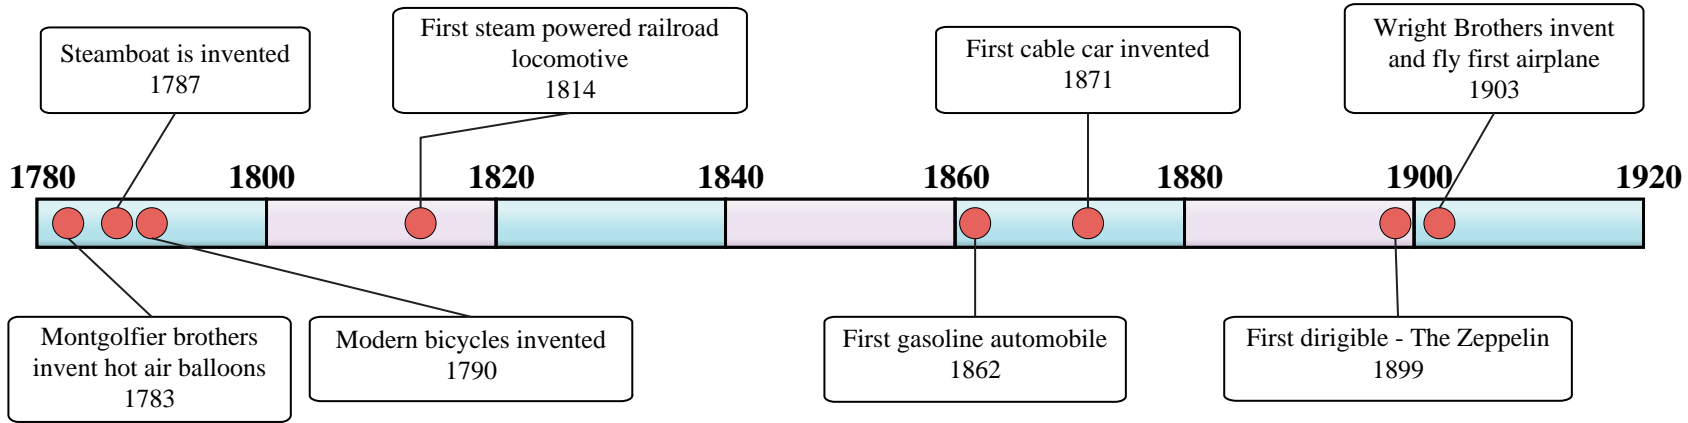 Steamboat is invented
1787
First steam powered railroad
locomotive
1814
First cable car invented
1871
Wright Brothers invent
and fly first airplane
1903
1780
1800
1820
1840
1860
1880
1900
1920
Montgolfier brothers
invent hot air balloons
1783
Modern bicycles invented
1790
First gasoline automobile
1862
First dirigible - The Zeppelin
1899